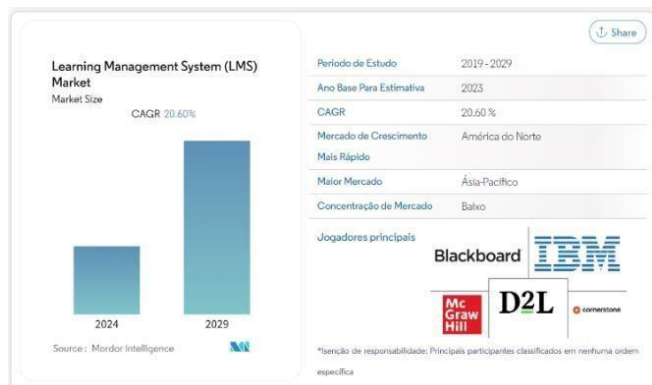 Share
Learning Management System (LMS)
Market
Market Size
CAGR 20.60%
2024
2029
Source : Mordor Intelligence
Período de Estudo 2019 - 2029
Ano Base Para Estimativa 2023
CAGR 20.60 %
Mercado de Crescimento América do Norte
Mais Rápido
Maior Mercado Ásia-Pacífico
Concentração de Mercado Baixo
Jogadores principais
Blackboard
IBM
Mc
Graw
Hill
D2L
cornerstone
*Isenção de responsabilidade: Principais participantes classificados em nenhuma ordem
específica